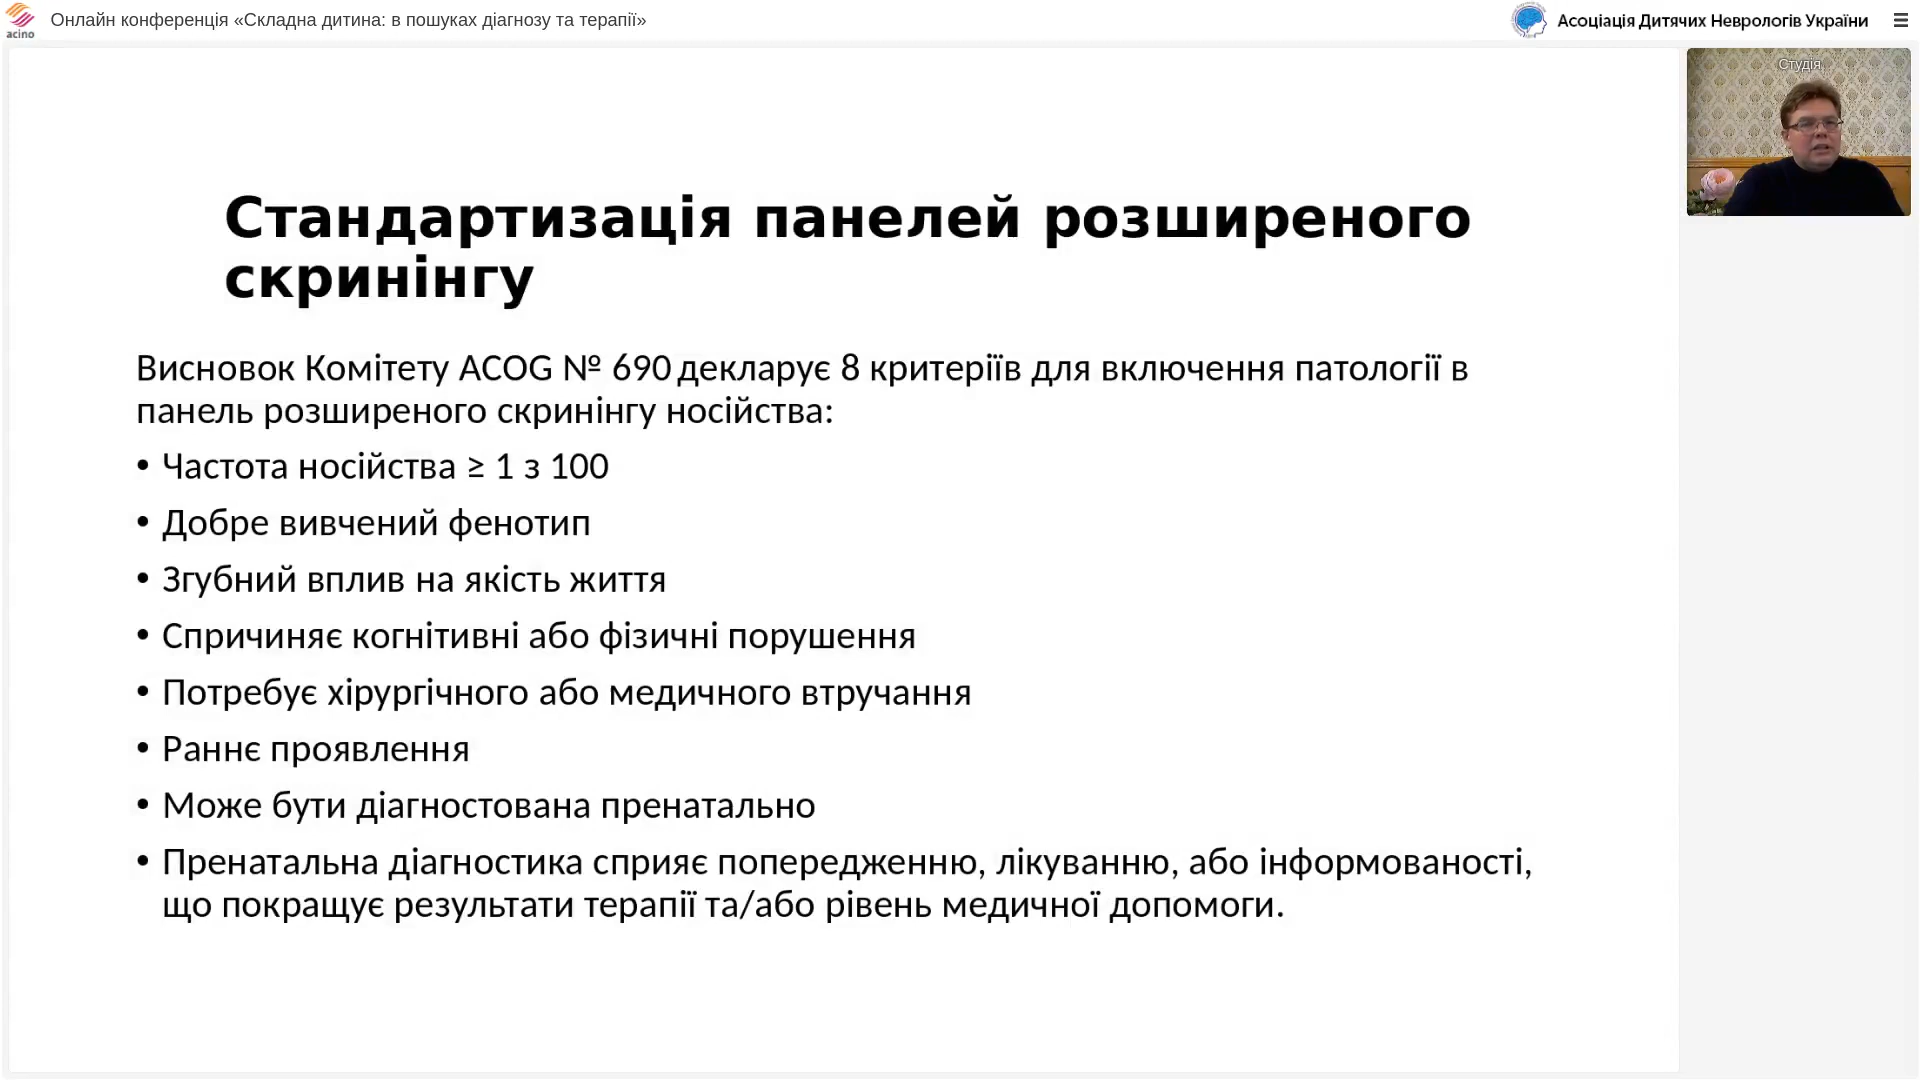 Онлайн конференція «Складна дитина: в пошуках діагнозу та терапії»
acino
Асоціація Дитячих Неврологів України
Студія
Стандартизація панелей розширеного
скринінгу
Висновок Комітету ACOG № 690 декларує 8 критеріїв для включення патології в
панель розширеного скринінгу носійства:
• Частота носійства ≥ 1 з 100
• Добре вивчений фенотип
• Згубний вплив на якість життя
• Спричиняє когнітивні або фізичні порушення
• Потребує хірургічного або медичного втручання
• Раннє проявлення
• Може бути діагностована пренатально
• Пренатальна діагностика сприяє попередженню, лікуванню, або інформованості,
що покращує результати терапії та/або рівень медичної допомоги.